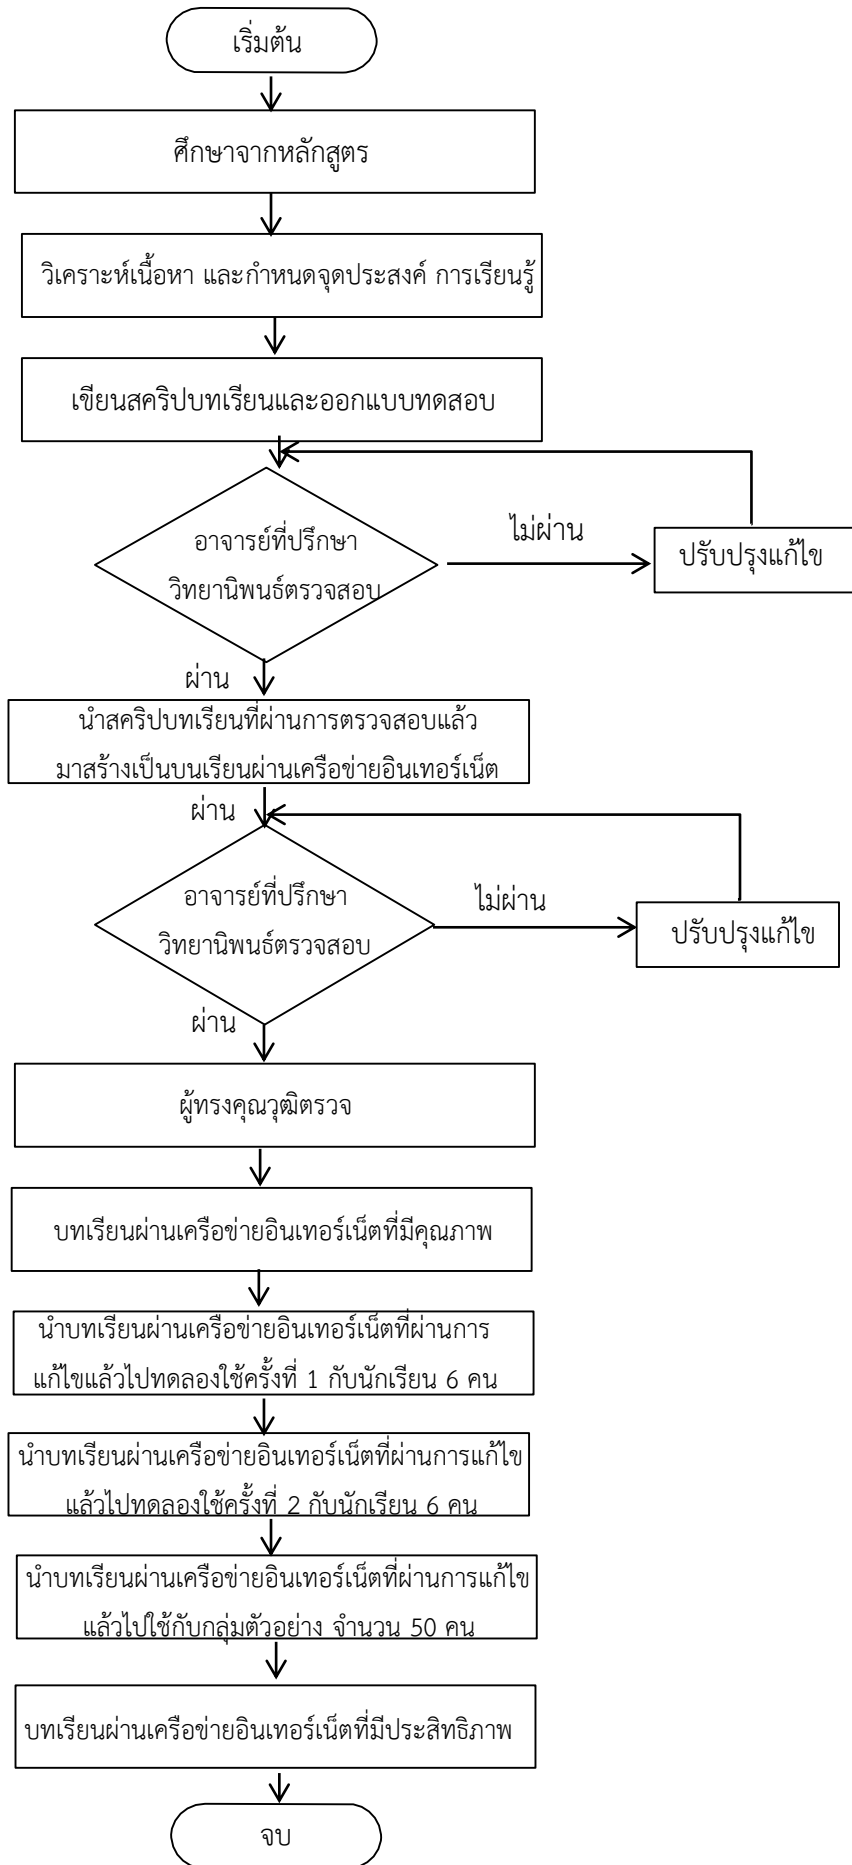 เริ่มต้น
ศึกษาจากหลักสูตร
วิเคราะห์เนื้อหา และกำหนดจุดประสงค์ การเรียนรู้
เขียนสคริปบทเรียนและออกแบบทดสอบ
อาจารย์ที่ปรึกษา
วิทยานิพนธ์ตรวจสอบ
ไม่ผ่าน
ปรับปรุงแก้ไข
ผ่าน
นำสคริปบทเรียนที่ผ่านการตรวจสอบแล้ว
มาสร้างเป็นบนเรียนผ่านเครือข่ายอินเทอร์เน็ต
ผ่าน
อาจารย์ที่ปรึกษา
วิทยานิพนธ์ตรวจสอบ
ไม่ผ่าน
ปรับปรุงแก้ไข
ผ่าน
ผู้ทรงคุณวุฒิตรวจ
บทเรียนผ่านเครือข่ายอินเทอร์เน็ตที่มีคุณภาพ
นำบทเรียนผ่านเครือข่ายอินเทอร์เน็ตที่ผ่านการ
แก้ไขแล้วไปทดลองใช้ครั้งที่ 1 กับนักเรียน 6 คน
นำบทเรียนผ่านเครือข่ายอินเทอร์เน็ตที่ผ่านการแก้ไข
แล้วไปทดลองใช้ครั้งที่ 2 กับนักเรียน 6 คน
นำบทเรียนผ่านเครือข่ายอินเทอร์เน็ตที่ผ่านการแก้ไข
แล้วไปใช้กับกลุ่มตัวอย่าง จำนวน 50 คน
บทเรียนผ่านเครือข่ายอินเทอร์เน็ตที่มีประสิทธิภาพ
จบ